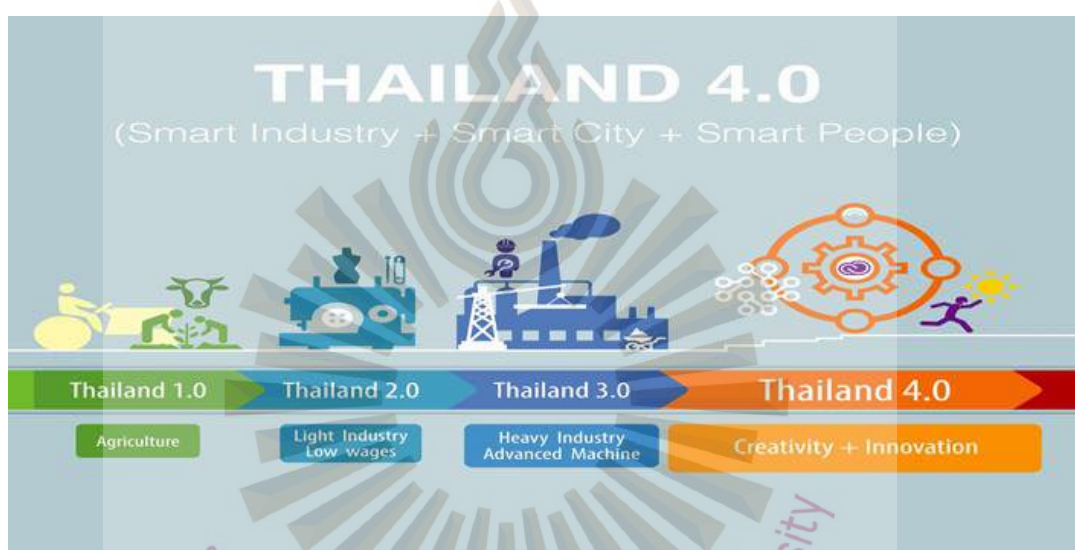 THAILAND 4.0
(Smart Industry + Smart City + Smart People)
Thailand 1.0
Thailand 2.0
Thailand 3.0
Thailand 4.0
Agriculture
Light Industry
Low wages
Heavy Industry
Advanced Machine
Creativity + Innovation